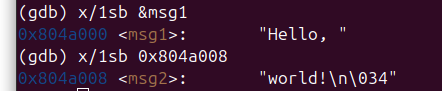 (gdb) x/1sb &msg1
0x804a000 <msg1>:        "Hello, "
(gdb) x/1sb 0x804a008
0x804a008 <msg2>:        "world!\n\034"